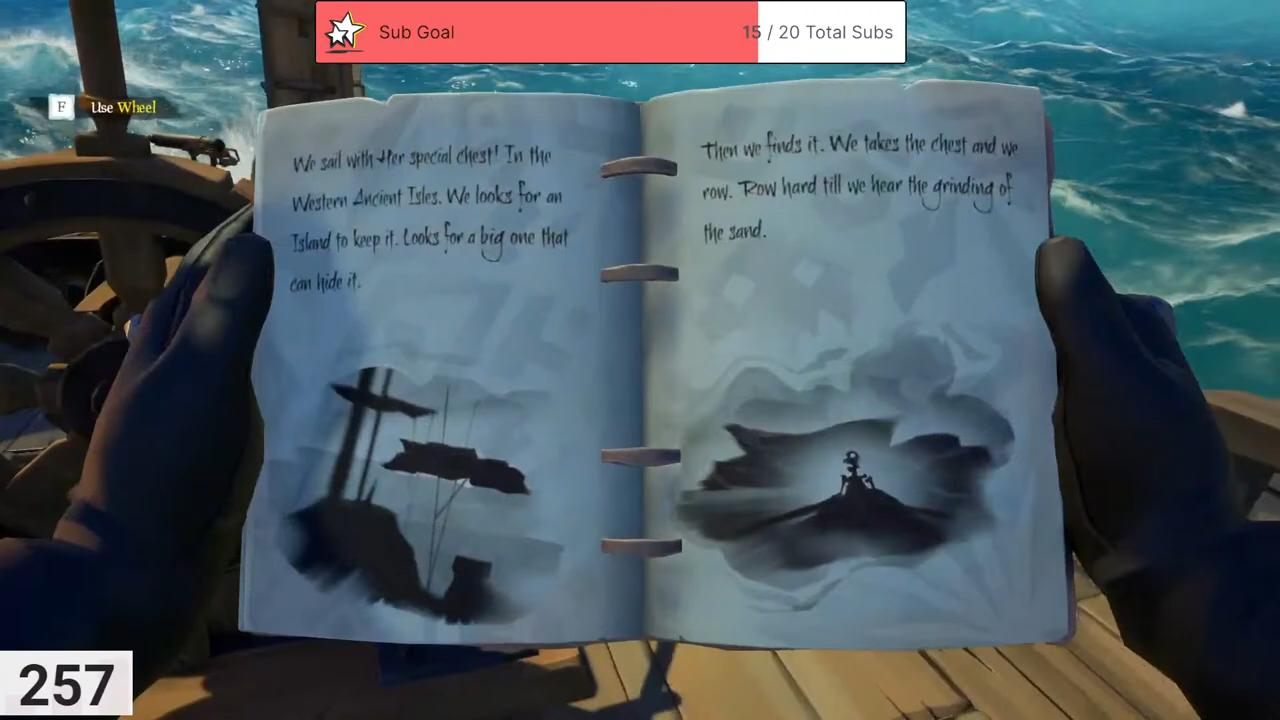 Sub Goal
15 / 20 Total Subs
F Use Wheel
We sail with Her special chest! In the
Western Ancient Isles. We looks for an
Island to keep it. Looks for a big one that
can hide it.
Then we finds it. We takes the chest and we
row. Row hard till we hear the grinding of
the sand.
257